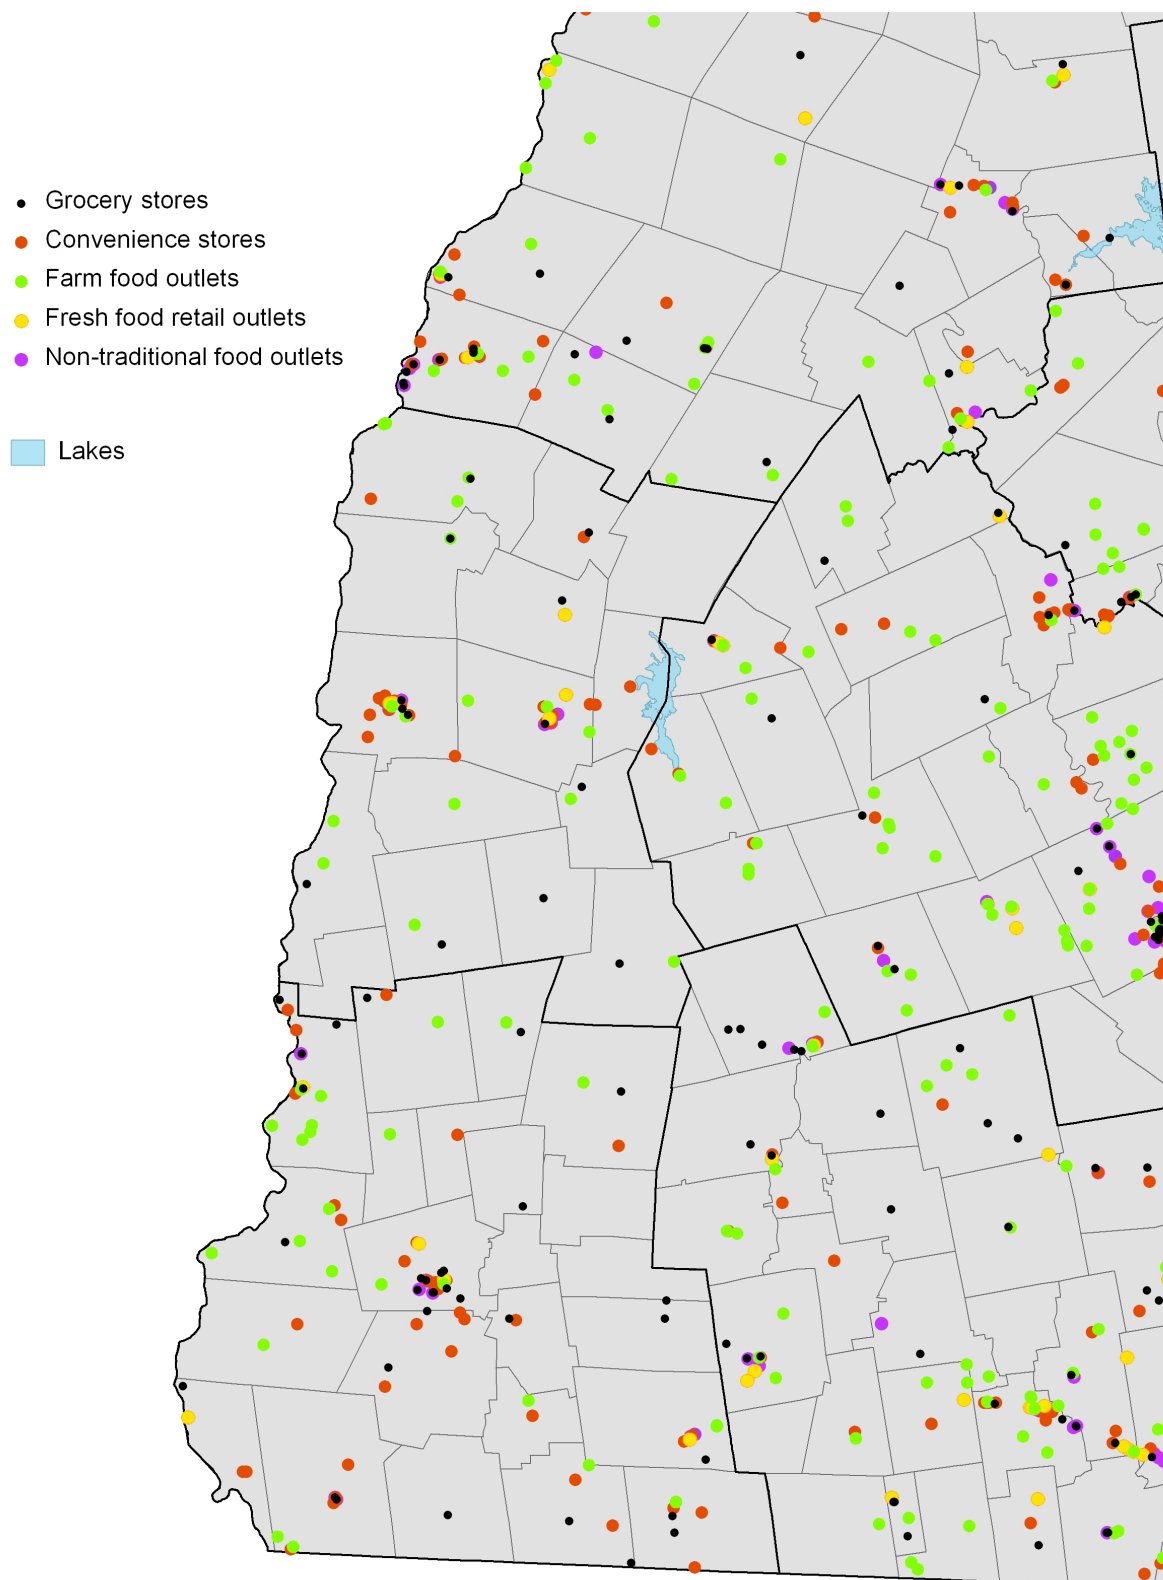 Grocery stores
Convenience stores
Farm food outlets
Fresh food retail outlets
Non-traditional food outlets
Lakes